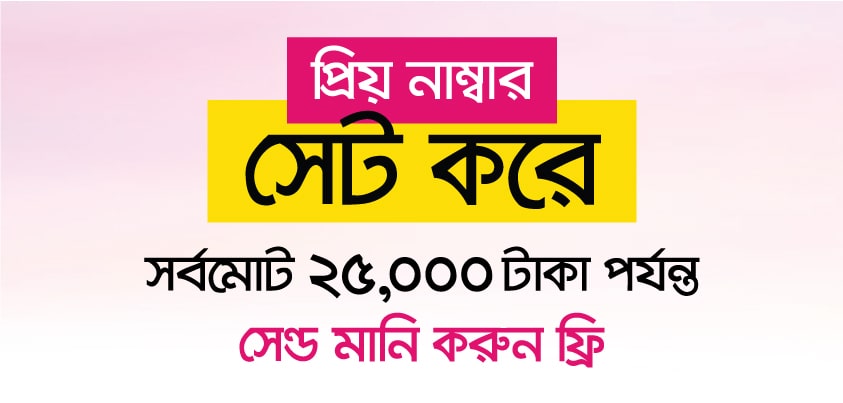 প্রিয় নাম্বার
সেট করে
সর্বমোট ২৫,০০০ টাকা পর্যন্ত
সেন্ড মানি করুন ফ্রি